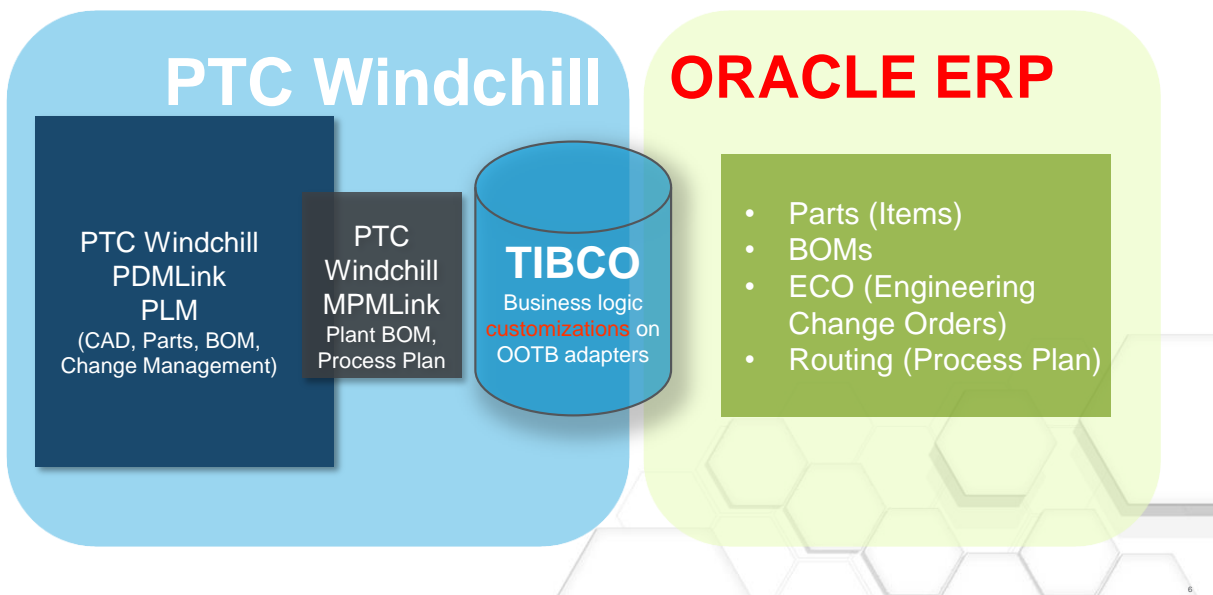 PTC Windchill
ORACLE ERP
PTC Windchill
PDMLink
PLM
(CAD, Parts, BOM,
Change Management)
PTC
Windchill
MPMLink
Plant BOM,
Process Plan
TIBCO
Business logic
customizations on
OOTB adapters
• Parts (Items)
• BOMs
• ECO (Engineering
Change Orders)
• Routing (Process Plan)
6